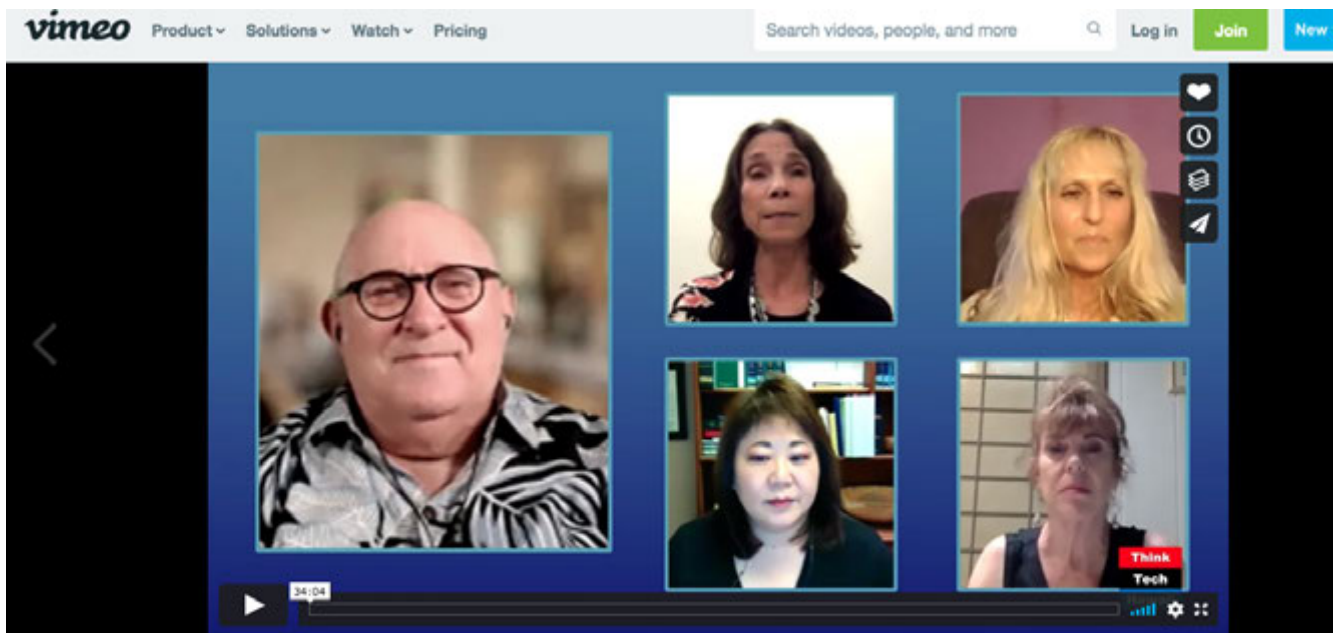 vimeo Product Solutions Watch Pricing Search videos, people, and more Log in Join New
34:04
Think
Tech